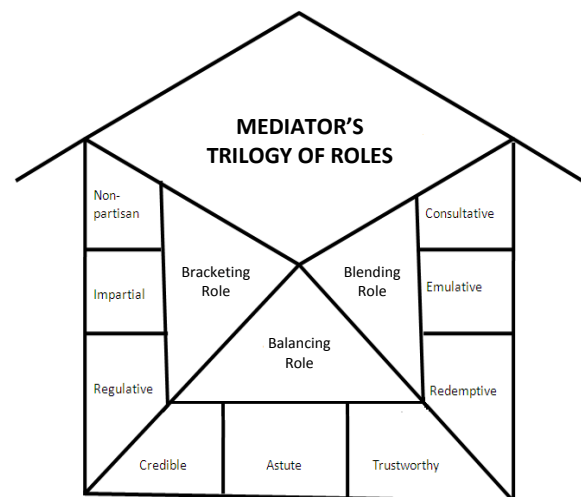 MEDIATOR'S
TRILOGY OF ROLES
Non-
partisan
Impartial
Regulative
Bracketing
Role
Blending
Role
Balancing
Role
Consultative
Emulative
Redemptive
Credible
Astute
Trustworthy